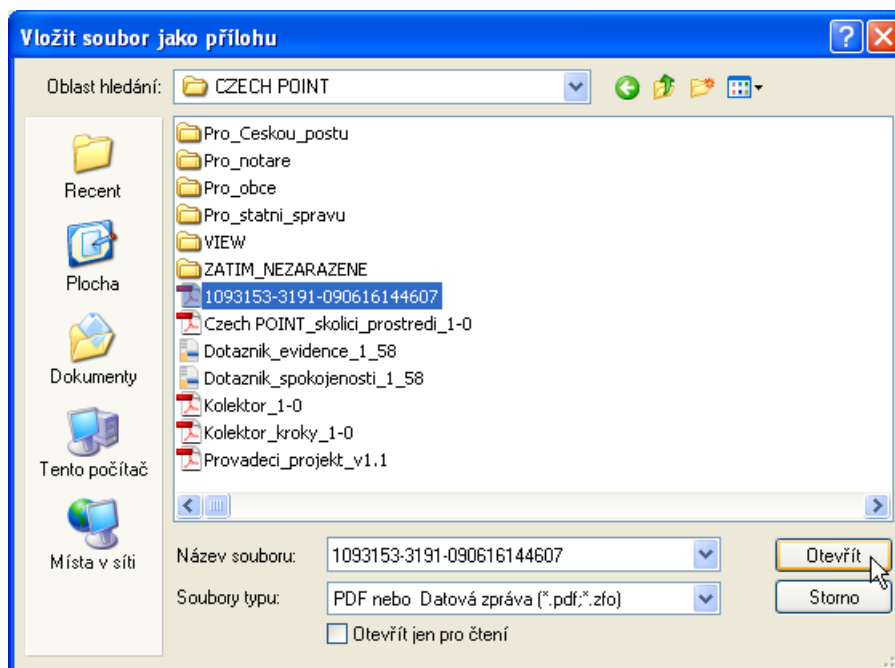 Vložit soubor jako přílohu
Oblast hledání: CZECH POINT
Recent
Plocha
Dokumenty
Tento počítač
Místa v síti
Pro_Ceskou_postu
Pro_notare
Pro_obce
Pro_statni_spravu
VIEW
ZATIM_NEZARAZENE
1093153-3191-090616144607
Czech POINT_skolici_prostredi_1-0
Dotaznik_evidence_1_58
Dotaznik_spokojenosti_1_58
Kolektor_1-0
Kolektor_kroky_1-0
Provadeci_projekt_v1.1
Název souboru: 1093153-3191-090616144607 Otevřít
Soubory typu: PDF nebo Datová zpráva (*.pdf;*.zfo) Storno
Otevřít jen pro čtení